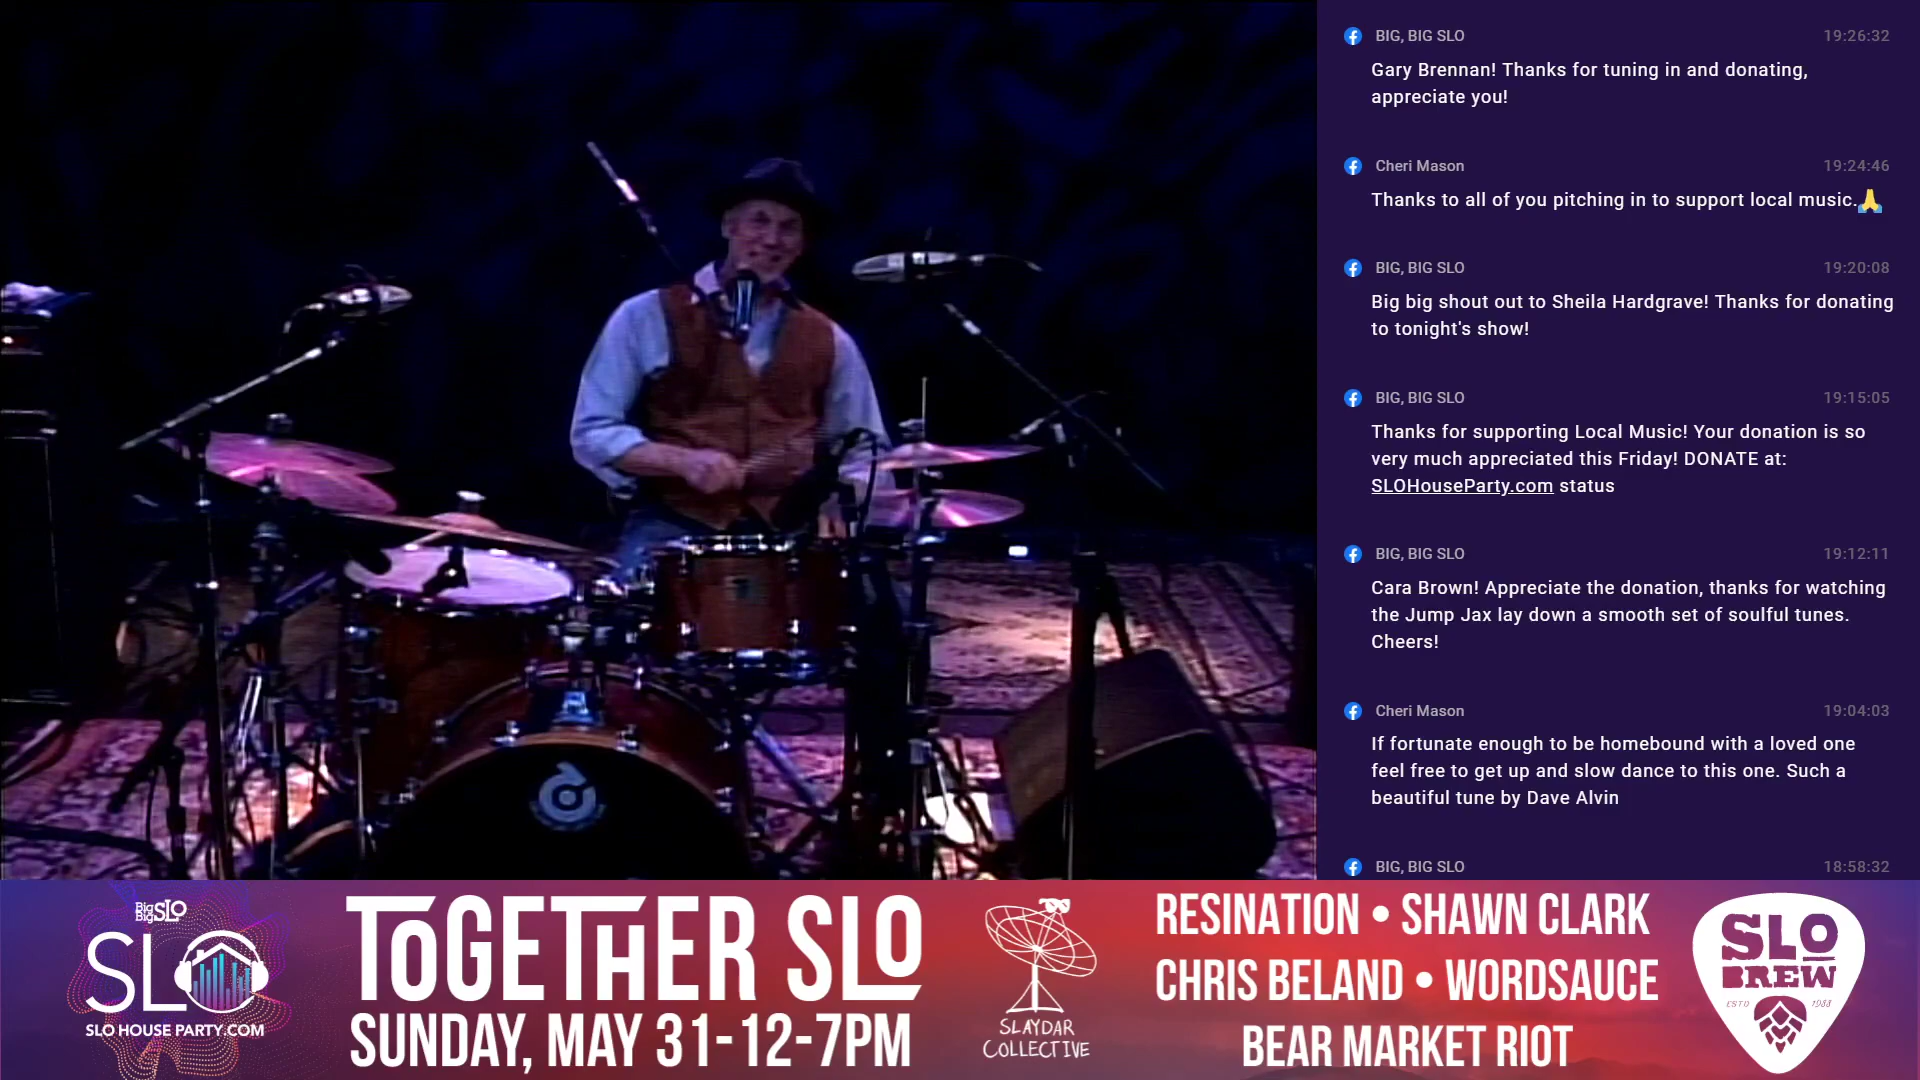 BIG, BIG SLO 19:26:32
Gary Brennan! Thanks for tuning in and donating,
appreciate you!
Cheri Mason 19:24:46
Thanks to all of you pitching in to support local music.🙏
BIG, BIG SLO 19:20:08
Big big shout out to Sheila Hardgrave! Thanks for donating
to tonight's show!
BIG, BIG SLO 19:15:05
Thanks for supporting Local Music! Your donation is so
very much appreciated this Friday! DONATE at:
SLOHouseParty.com status
BIG, BIG SLO 19:12:11
Cara Brown! Appreciate the donation, thanks for watching
the Jump Jax lay down a smooth set of soulful tunes.
Cheers!
Cheri Mason 19:04:03
If fortunate enough to be homebound with a loved one
feel free to get up and slow dance to this one. Such a
beautiful tune by Dave Alvin
BIG, BIG SLO 18:58:32
Big Big SLO
SLO
SLO HOUSE PARTY.COM
ToGETHER SLO
SUNDAY, MAY 31-12-7PM
SLAYDAR
COLLECTIVE
RESINATION • SHAWN CLARK
CHRIS BELAND • WORDSAUCE
BEAR MARKET RIOT
SLO
BREW
ESTD 1988